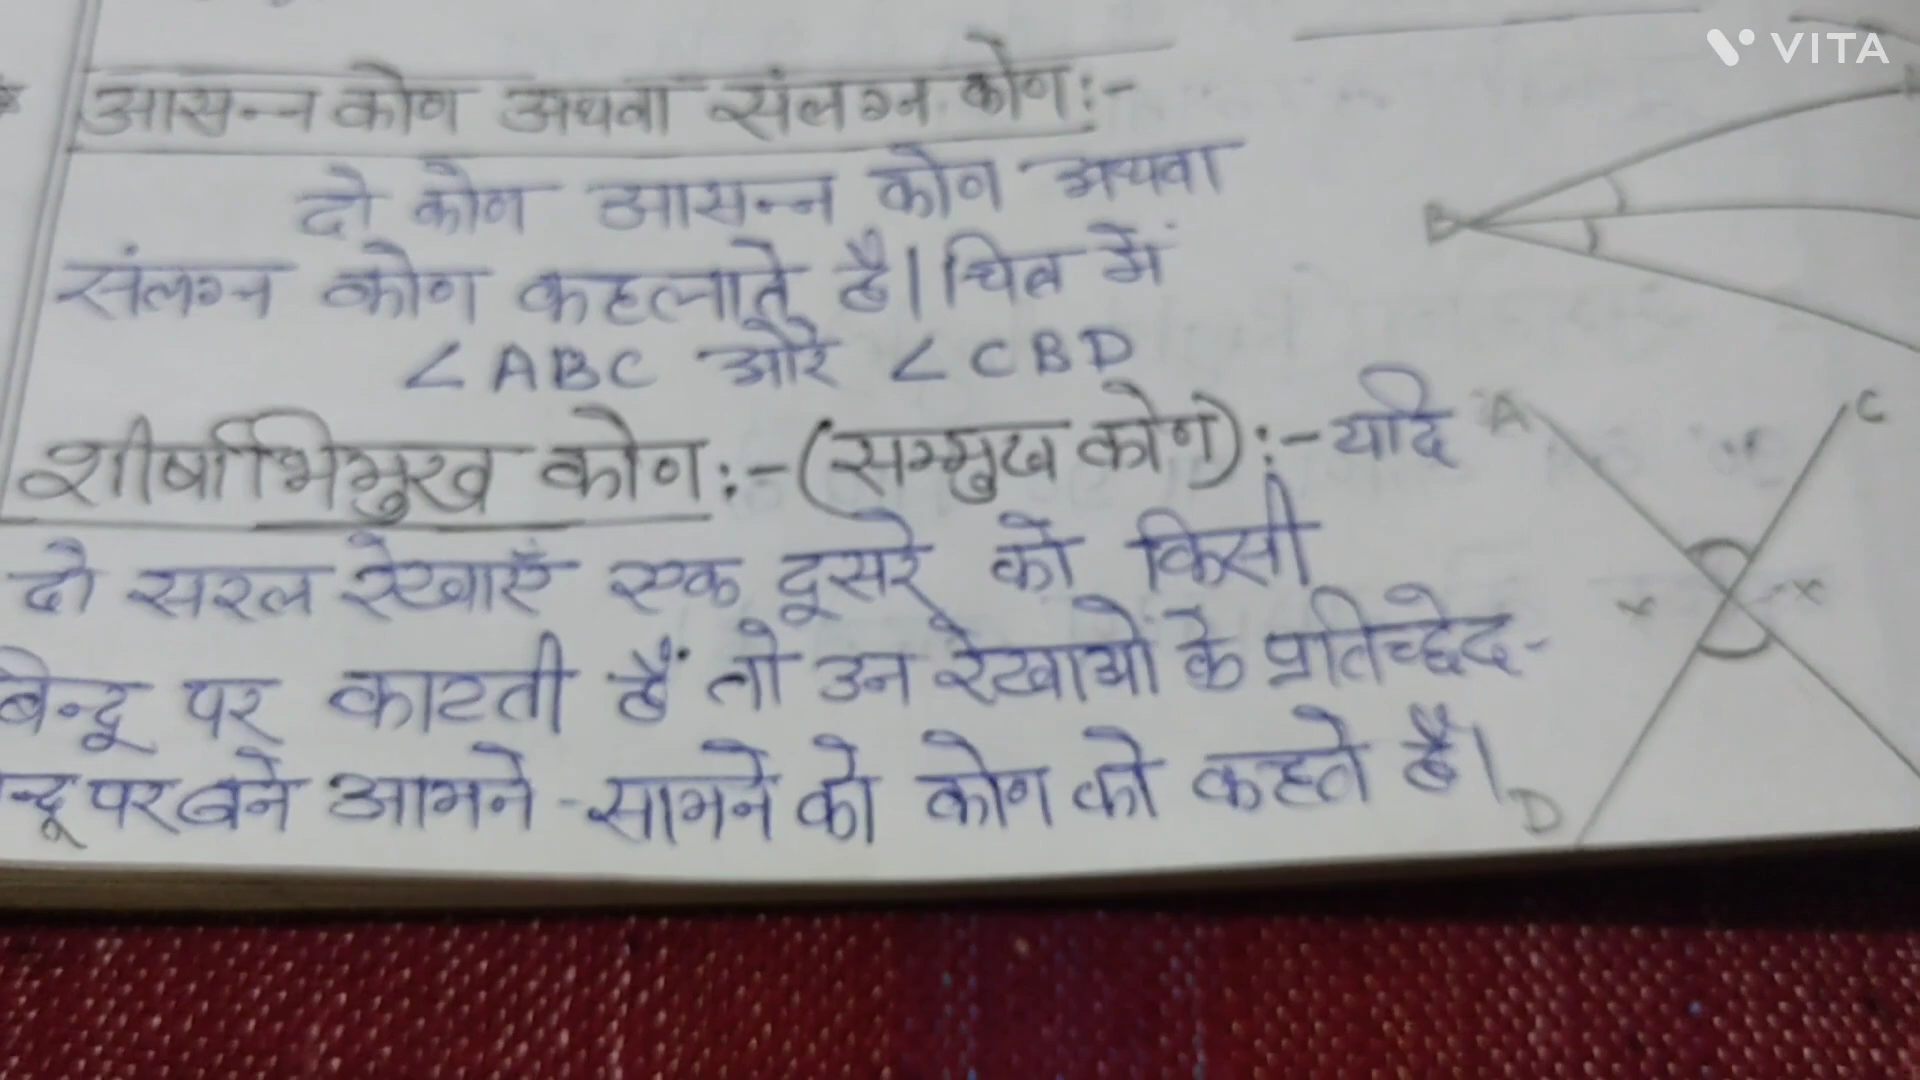 VITA
आसन्न कोण अथवा संलग्न कोण:-
दो कोण आसन्न कोण अथवा
संलग्न कोण कहलाते है। चित्र में
∠ABC और ∠CBD
B
शीर्षाभिमुख कोण:-(सम्मुख कोण):-यदि
A C
दो सरल रेखाएँ एक दूसरे को किसी
बिन्दू पर काटती हैं तो उन रेखाओं के प्रतिच्छेद-
न्दू पर बने आमने-सामने को कोण को कहते है।
D